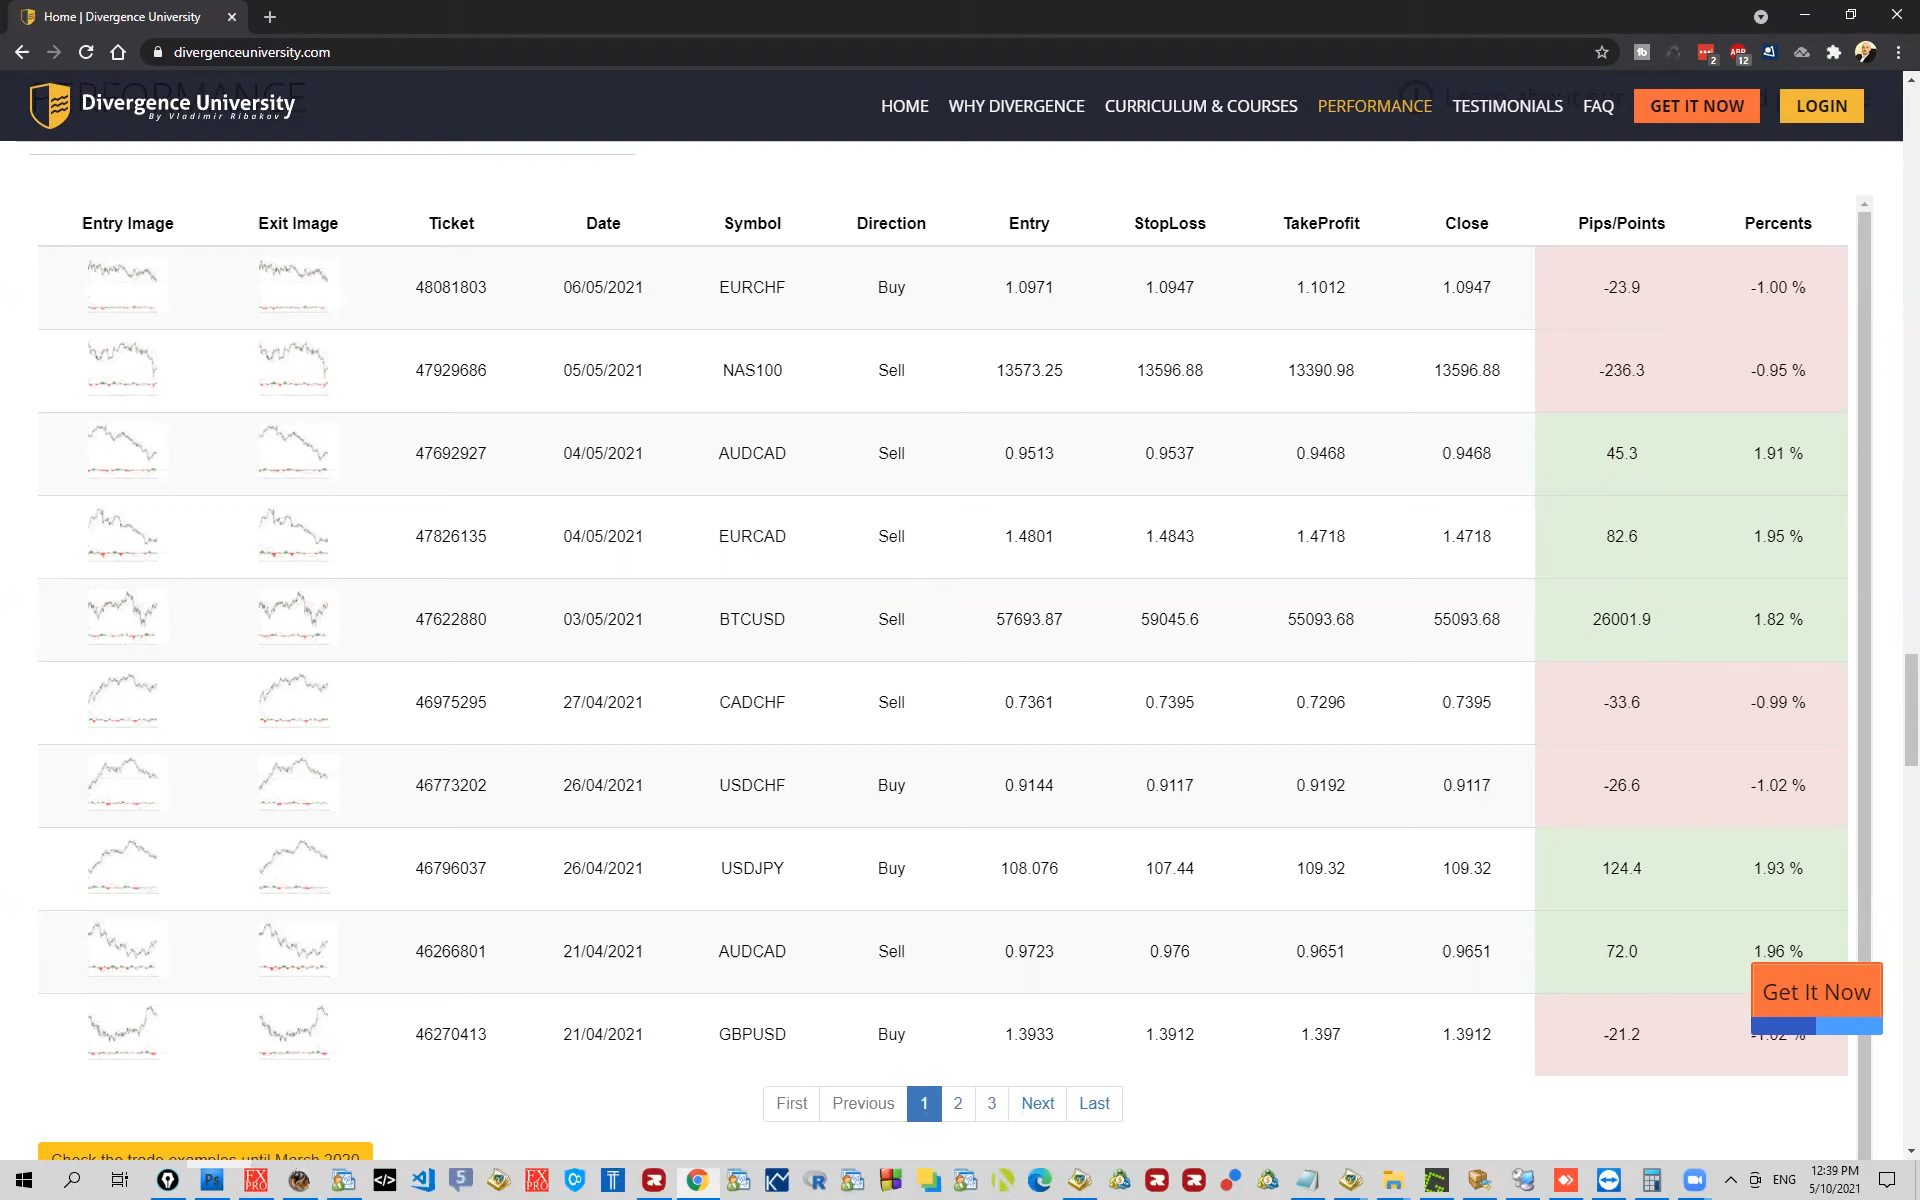 Home | Divergence University
divergenceuniversity.com
2
ABP
12
Divergence University
By Vladimir Ribakov
HOME WHY DIVERGENCE CURRICULUM & COURSES PERFORMANCE TESTIMONIALS FAQ GET IT NOW LOGIN
Entry Image Exit Image Ticket Date Symbol Direction Entry StopLoss TakeProfit Close Pips/Points Percents
48081803 06/05/2021 EURCHF Buy 1.0971 1.0947 1.1012 1.0947 -23.9 -1.00 %
47929686 05/05/2021 NAS100 Sell 13573.25 13596.88 13390.98 13596.88 -236.3 -0.95 %
47692927 04/05/2021 AUDCAD Sell 0.9513 0.9537 0.9468 0.9468 45.3 1.91 %
47826135 04/05/2021 EURCAD Sell 1.4801 1.4843 1.4718 1.4718 82.6 1.95 %
47622880 03/05/2021 BTCUSD Sell 57693.87 59045.6 55093.68 55093.68 26001.9 1.82 %
46975295 27/04/2021 CADCHF Sell 0.7361 0.7395 0.7296 0.7395 -33.6 -0.99 %
46773202 26/04/2021 USDCHF Buy 0.9144 0.9117 0.9192 0.9117 -26.6 -1.02 %
46796037 26/04/2021 USDJPY Buy 108.076 107.44 109.32 109.32 124.4 1.93 %
46266801 21/04/2021 AUDCAD Sell 0.9723 0.976 0.9651 0.9651 72.0 1.96 %
Get It Now
46270413 21/04/2021 GBPUSD Buy 1.3933 1.3912 1.397 1.3912 -21.2 -1.02 %
First Previous 1 2 3 Next Last
Check the trade examples until March 2020
ENG
12:39 PM
5/10/2021